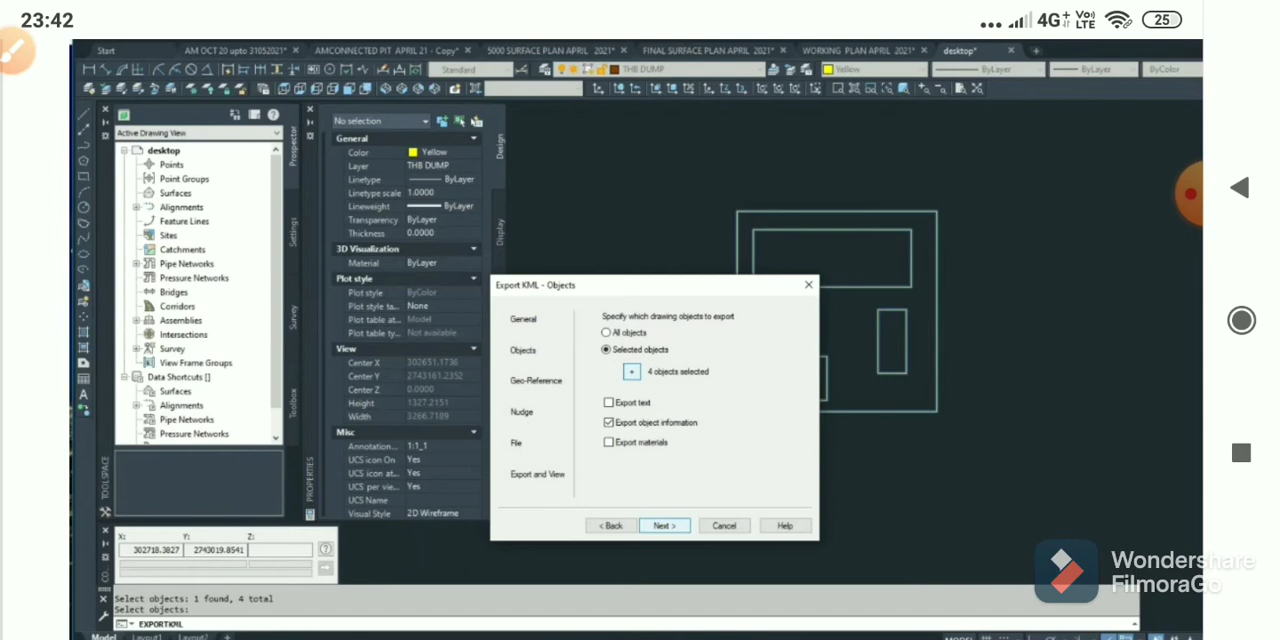 23:42
4G+ Vo) LTE 25
Start AM OCT 20 upto 31052021* AMCONNECTED PIT APRIL 21 - Copy* 5000 SURFACE PLAN APRIL 2021* FINAL SURFACE PLAN APRIL 2021* WORKING PLAN APRIL 2021* desktop*
Standard THB DUMP Yellow ByLayer ByLayer ByColor
Active Drawing View
desktop
Points
Point Groups
Surfaces
Alignments
Feature Lines
Sites
Catchments
Pipe Networks
Pressure Networks
Bridges
Corridors
Assemblies
Intersections
Survey
View Frame Groups
Data Shortcuts []
Surfaces
Alignments
Pipe Networks
Pressure Networks
Prospector
Settings
Survey
Toolbox
TOOLSPACE
No selection
General
Color Yellow
Layer THB DUMP
Linetype ByLayer
Linetype scale 1.0000
Lineweight ByLayer
Transparency ByLayer
Thickness 0.0000
3D Visualization
Material ByLayer
Plot style
Plot style ByColor
Plot style ta... None
Plot table at... Model
Plot table ty... Not available
View
Center X 302651.1736
Center Y 2743161.2352
Center Z 0.0000
Height 1327.2151
Width 3266.7189
Misc
Annotation... 1:1_1
UCS icon On Yes
UCS icon at... Yes
UCS per vie... Yes
UCS Name
Visual Style 2D Wireframe
Design
Display
PROPERTIES
Export KML - Objects
General
Objects
Geo-Reference
Nudge
File
Export and View
Specify which drawing objects to export
All objects
Selected objects
4 objects selected
Export text
Export object information
Export materials
< Back Next > Cancel Help
X: Y: Z:
302718.3827 2743019.8541
CO...
Select objects: 1 found, 4 total
Select objects:
EXPORTKML
Model Layout1 Layout2 + MODEL
Wondershare
FilmoraGo